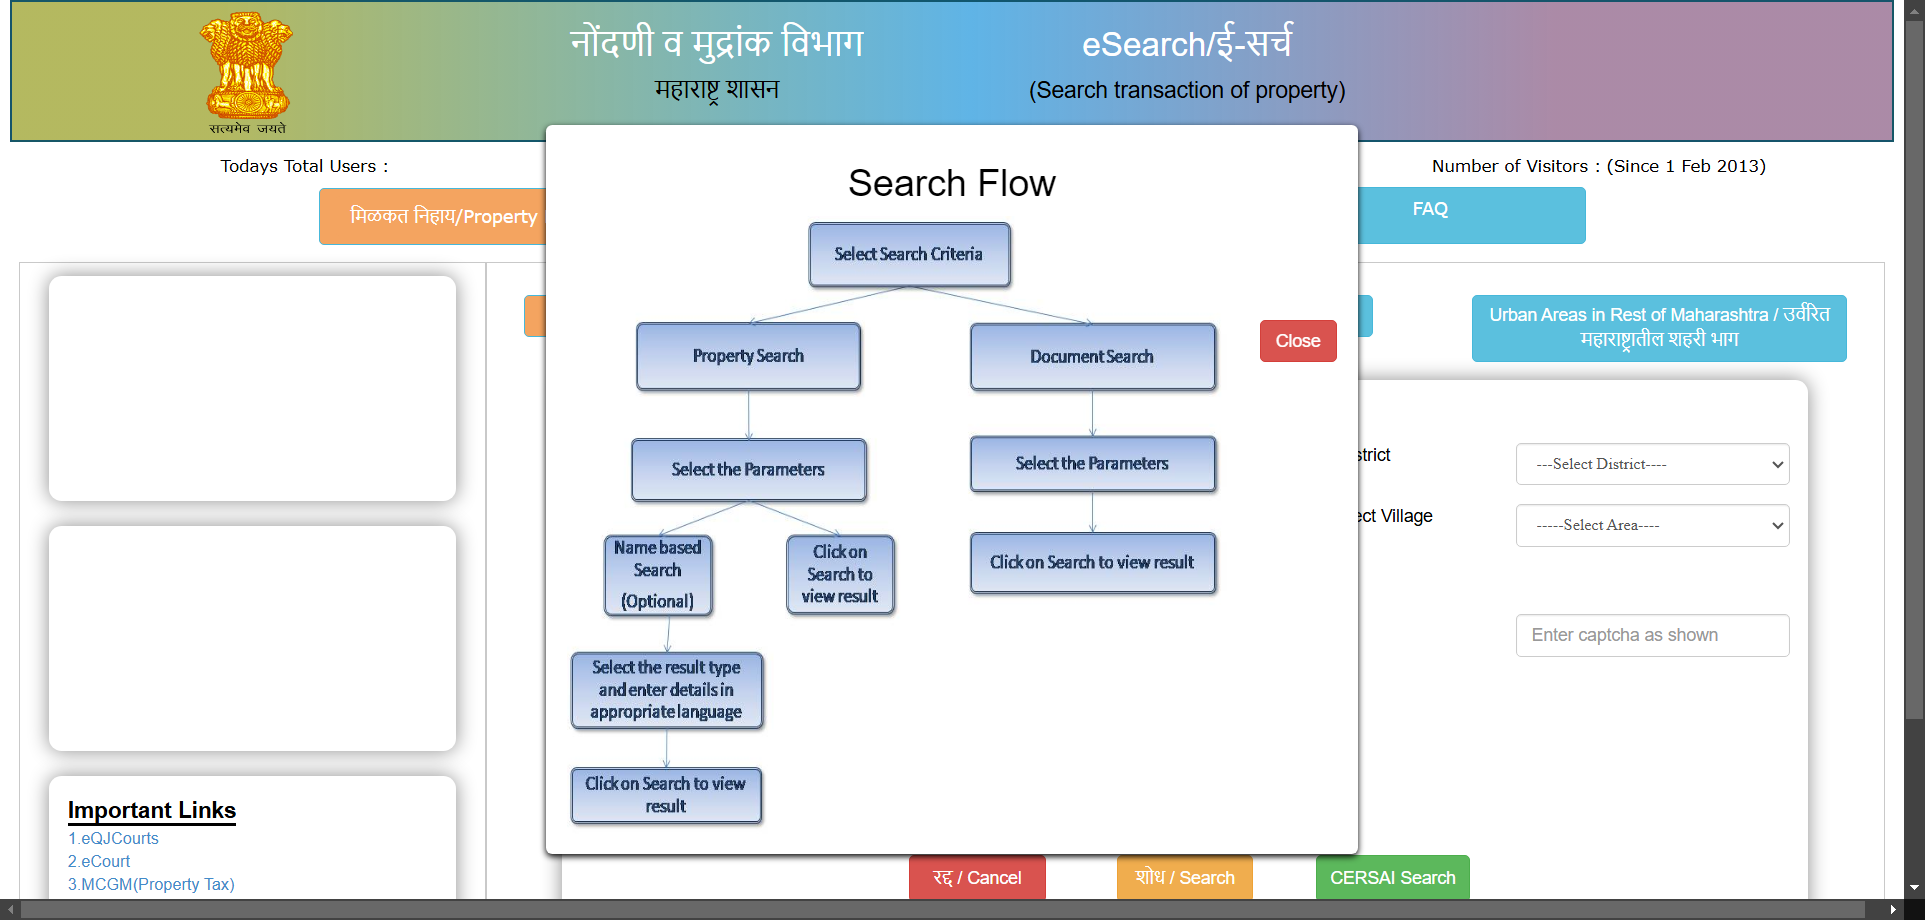 नोंदणी व मुद्रांक विभाग
महाराष्ट्र शासन
eSearch/ई-सर्च
(Search transaction of property)
सत्यमेव जयते
Todays Total Users :
Number of Visitors : (Since 1 Feb 2013)
मिळकत निहाय/Property
FAQ
Urban Areas in Rest of Maharashtra / उर्वरित
महाराष्ट्रातील शहरी भाग
Search Flow
Select Search Criteria
Property Search
Document Search
Close
Select the Parameters
Select the Parameters
Name based
Search
(Optional)
Click on
Search to
view result
Click on Search to view result
Select the result type
and enter details in
appropriate language
Click on Search to view
result
strict
---Select District----
ect Village
-----Select Area----
Enter captcha as shown
Important Links
1.eQJCourts
2.eCourt
3.MCGM(Property Tax)
रद्द / Cancel
शोध / Search
CERSAI Search